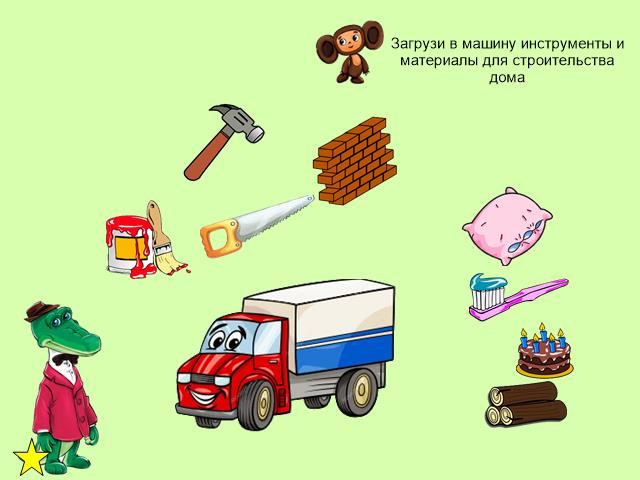 Загрузи в машину инструменты и
материалы для строительства
дома